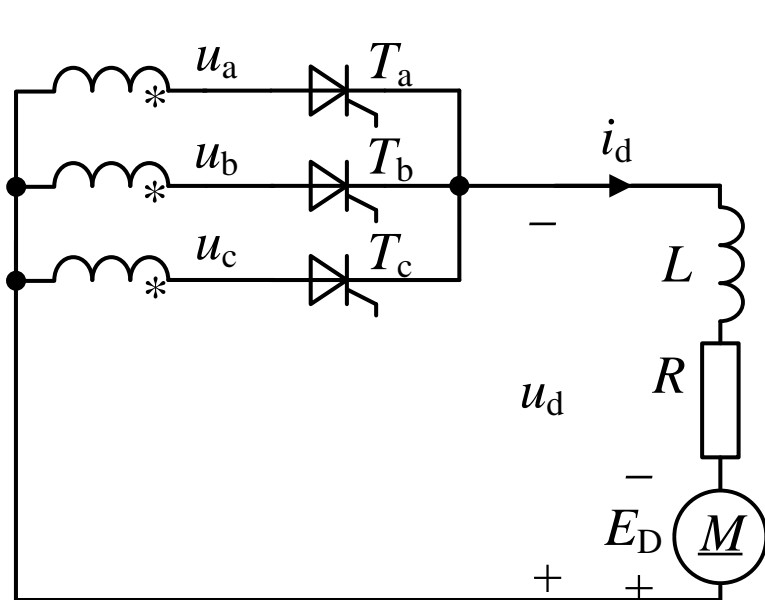 * u_a T_a
* u_b T_b
* u_c T_c
i_d
−
L
R
u_d
−
E_D M
+ +